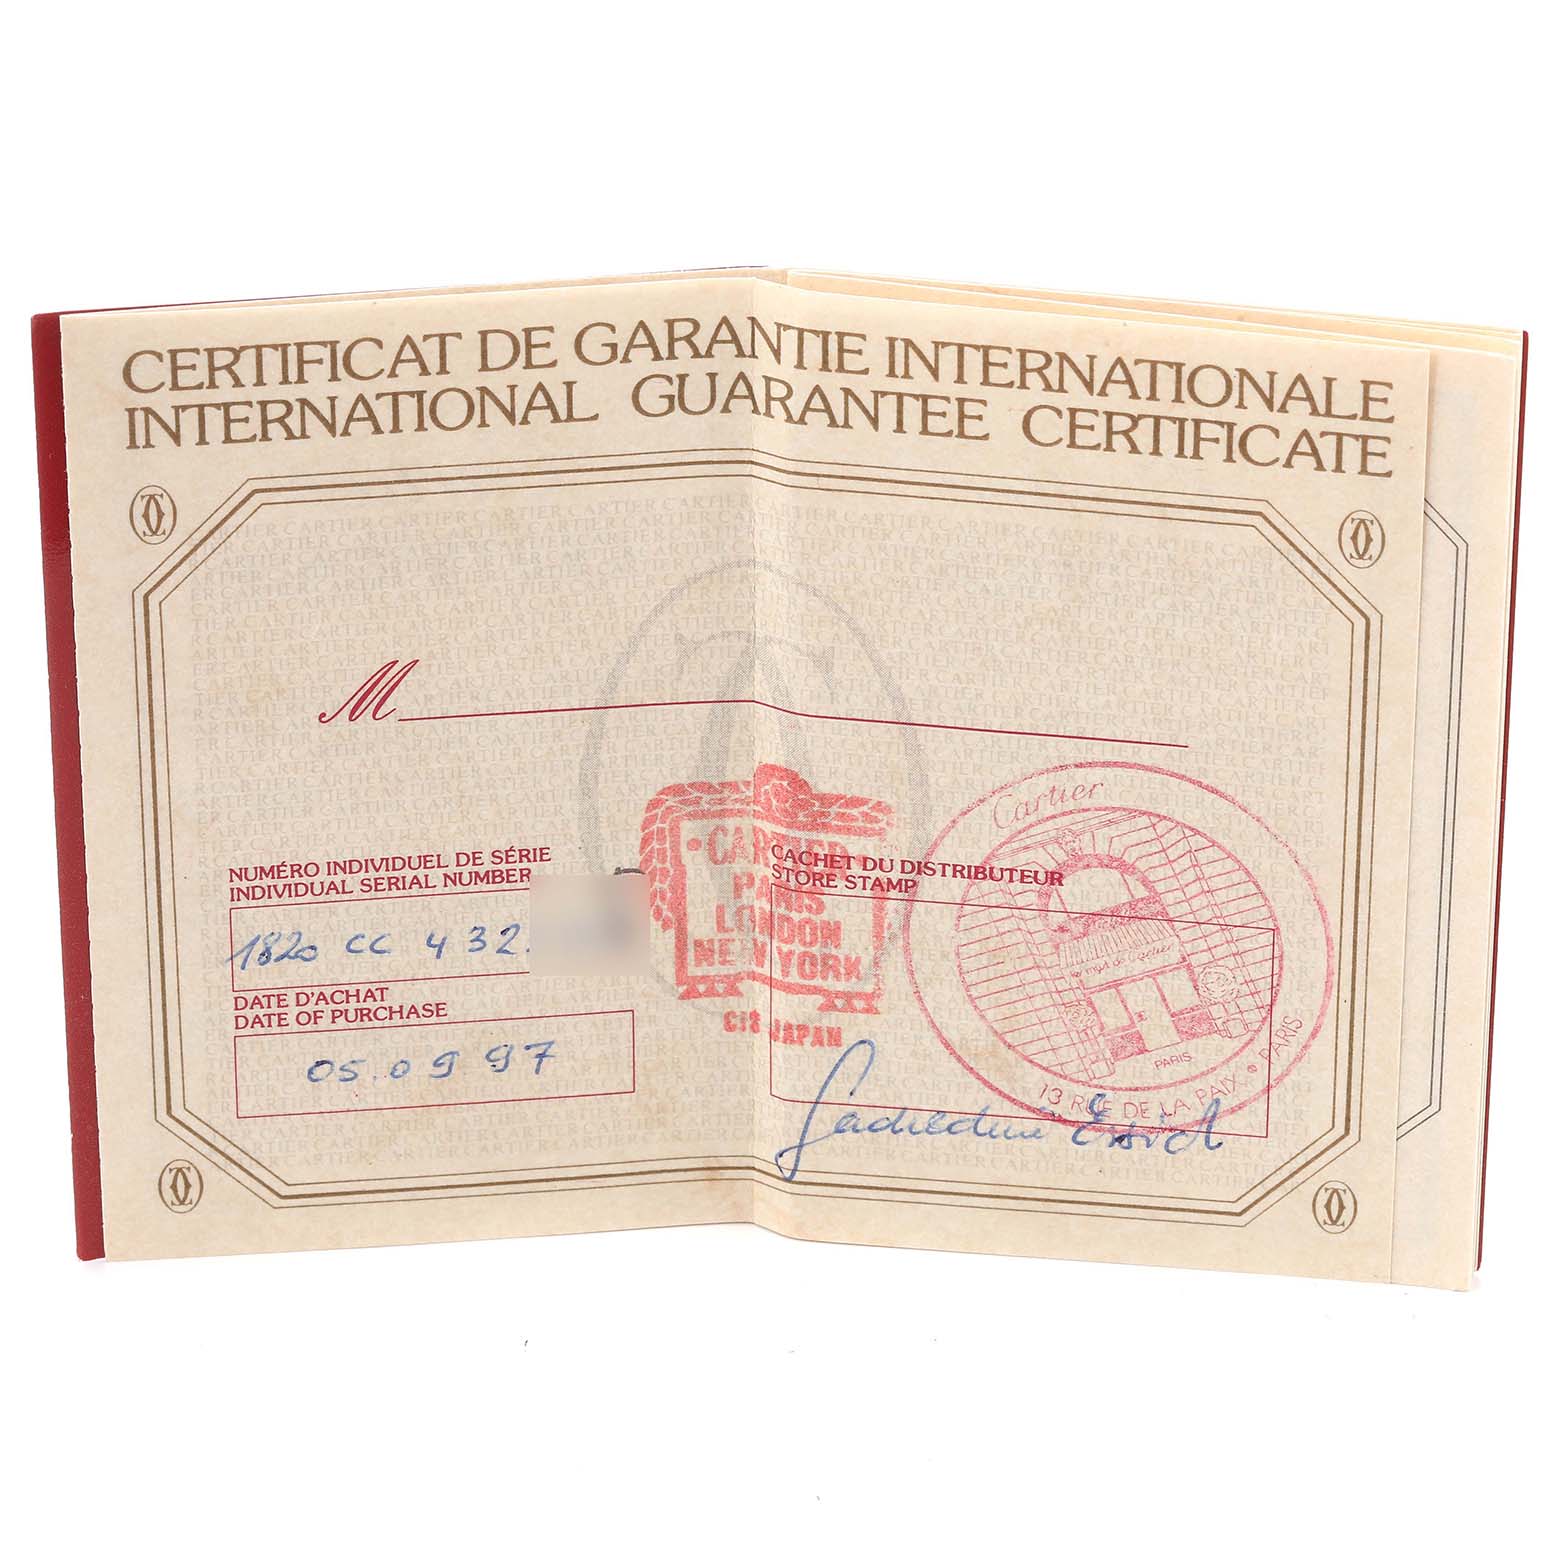 CERTIFICAT DE GARANTIE INTERNATIONALE
INTERNATIONAL GUARANTEE CERTIFICATE
M
NUMÉRO INDIVIDUEL DE SÉRIE
INDIVIDUAL SERIAL NUMBER
1820 CC 432
DATE D'ACHAT
DATE OF PURCHASE
05.09 97
CARTIER
PARIS
LONDON
NEW YORK
JAPAN
CACHET DU DISTRIBUTEUR
STORE STAMP
Cartier
PARIS
13 RUE DE LA PAIX • PARIS